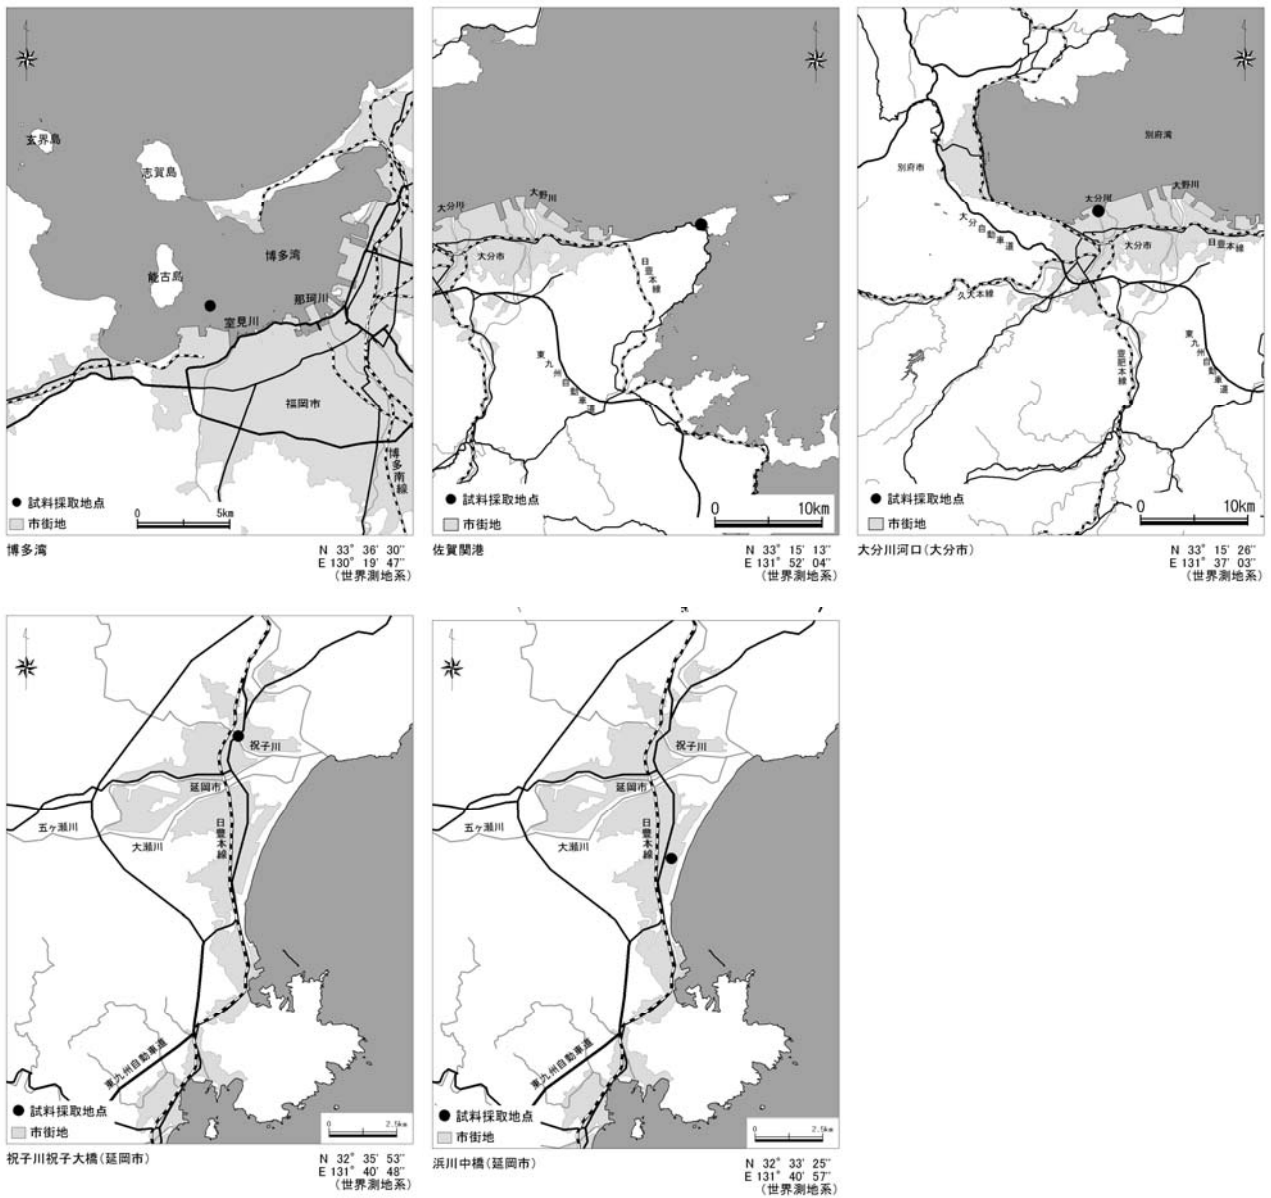 玄界島
志賀島
能古島
博多湾
那珂川
室見川
福岡市
博多南線
試料採取地点
市街地
0 5km
博多湾
N 33° 36′ 30″
E 130° 19′ 47″
(世界測地系)
大分川
大野川
大分市
日豊本線
東九州自動車道
試料採取地点
市街地
0 10km
佐賀関港
N 33° 15′ 13″
E 131° 52′ 04″
(世界測地系)
別府湾
別府市
大分川
大野川
大分自動車道
大分市
日豊本線
久大本線
豊肥本線
東九州自動車道
試料採取地点
市街地
0 10km
大分川河口(大分市)
N 33° 15′ 26″
E 131° 37′ 03″
(世界測地系)
祝子川
延岡市
五ヶ瀬川
大瀬川
日豊本線
東九州自動車道
試料採取地点
市街地
0 2.5km
祝子川祝子大橋(延岡市)
N 32° 35′ 53″
E 131° 40′ 48″
(世界測地系)
祝子川
延岡市
五ヶ瀬川
大瀬川
日豊本線
東九州自動車道
試料採取地点
市街地
0 2.5km
浜川中橋(延岡市)
N 32° 33′ 25″
E 131° 40′ 57″
(世界測地系)